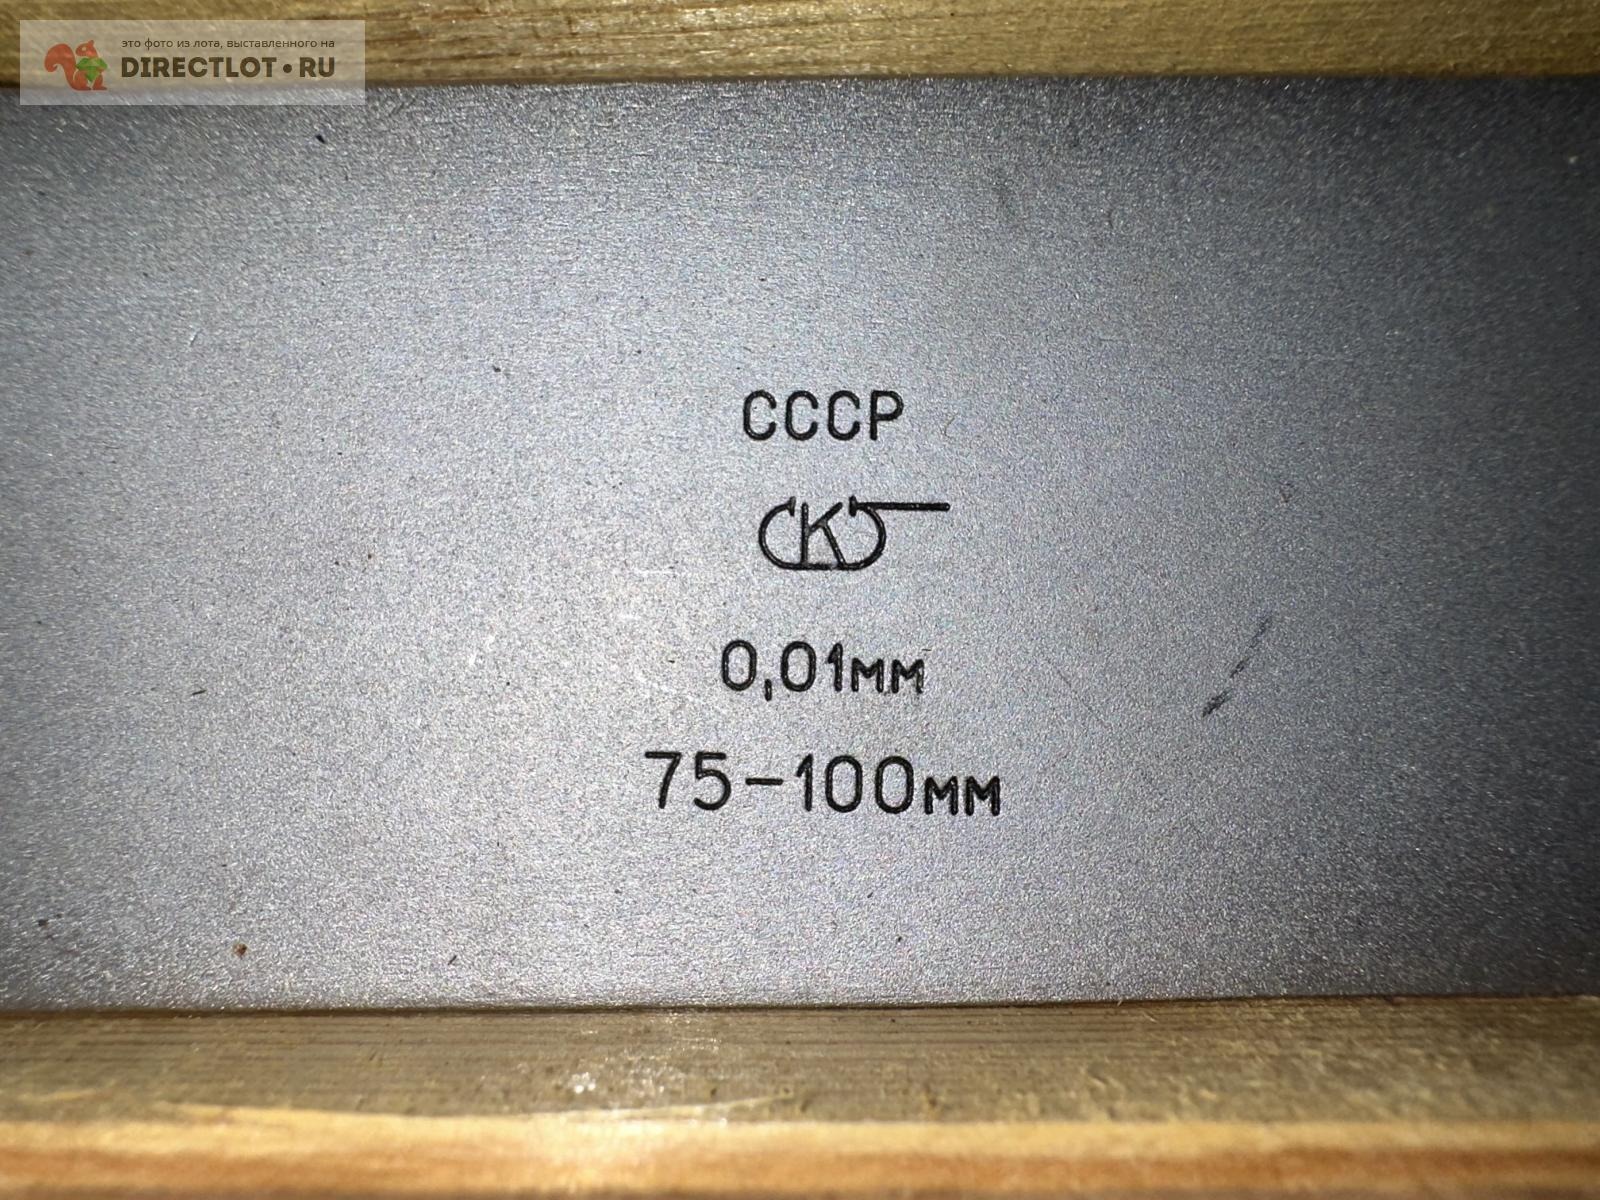 это фото из лота, выставленного на
DIRECTLOT•RU
СССР
К
0,01мм
75-100мм